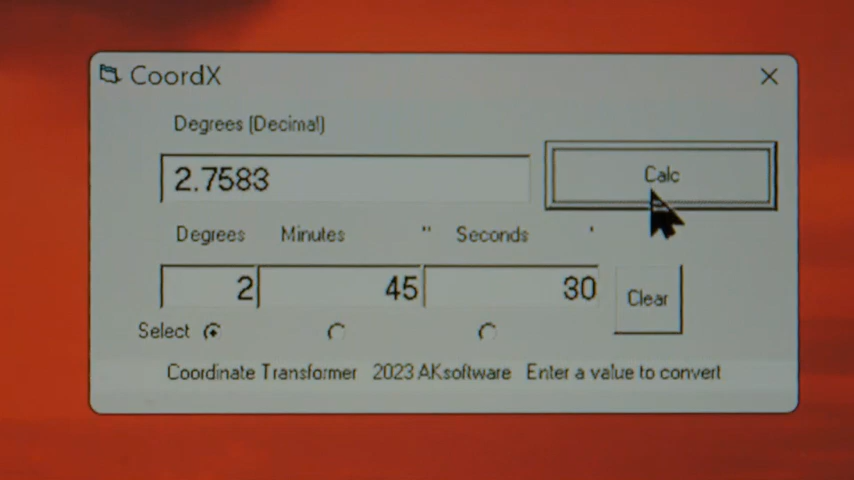 CoordX
Degrees (Decimal)
2.7583
Calc
Degrees Minutes " Seconds '
2 45 30
Clear
Select
Coordinate Transformer 2023 AKsoftware Enter a value to convert